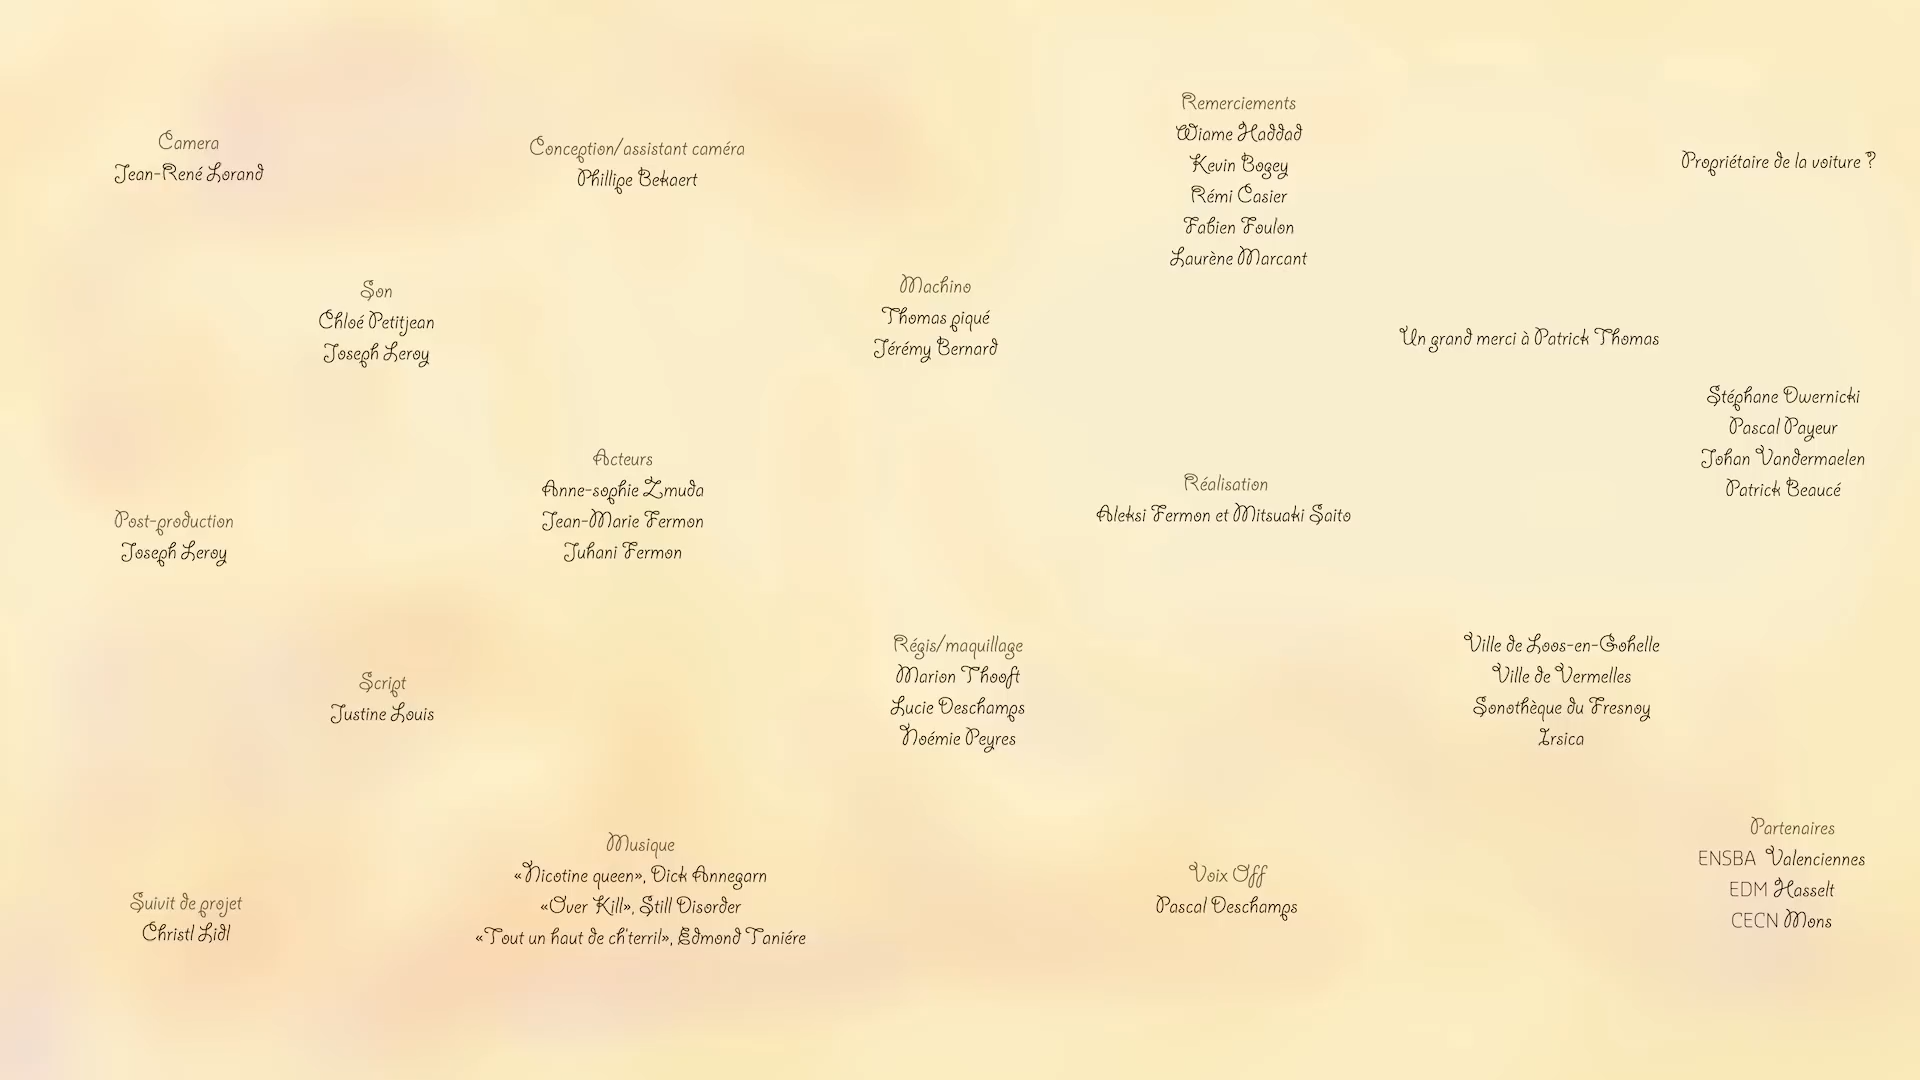 Camera
Jean-René Lorand
Conception/assistant caméra
Phillipe Bekaert
Remerciements
Wiame Haddad
Kevin Bogey
Rémi Casier
Fabien Foulon
Laurène Marcant
Propriétaire de la voiture ?
Son
Chloé Petitjean
Joseph Leroy
Machino
Thomas piqué
Jérémy Bernard
Un grand merci à Patrick Thomas
Stéphane Dwernicki
Pascal Payeur
Johan Vandermaelen
Patrick Beaucé
Acteurs
Anne-sophie Zmuda
Jean-Marie Fermon
Juhani Fermon
Réalisation
Aleksi Fermon et Mitsuaki Saito
Post-production
Joseph Leroy
Script
Justine Louis
Régis/maquillage
Marion Thooft
Lucie Deschamps
Noémie Peyres
Ville de Loos-en-Gohelle
Ville de Vermelles
Sonothèque du Fresnoy
Irsica
Suivit de projet
Christl Lidl
Musique
«Nicotine queen», Dick Annegarn
«Over Kill», Still Disorder
«Tout un haut de ch'terril», Edmond Taniére
Voix Off
Pascal Deschamps
Partenaires
ENSBA Valenciennes
EDM Hasselt
CECN Mons